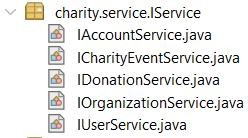 charity.service.IService
IAccountService.java
ICharityEventService.java
IDonationService.java
IOrganizationService.java
IUserService.java